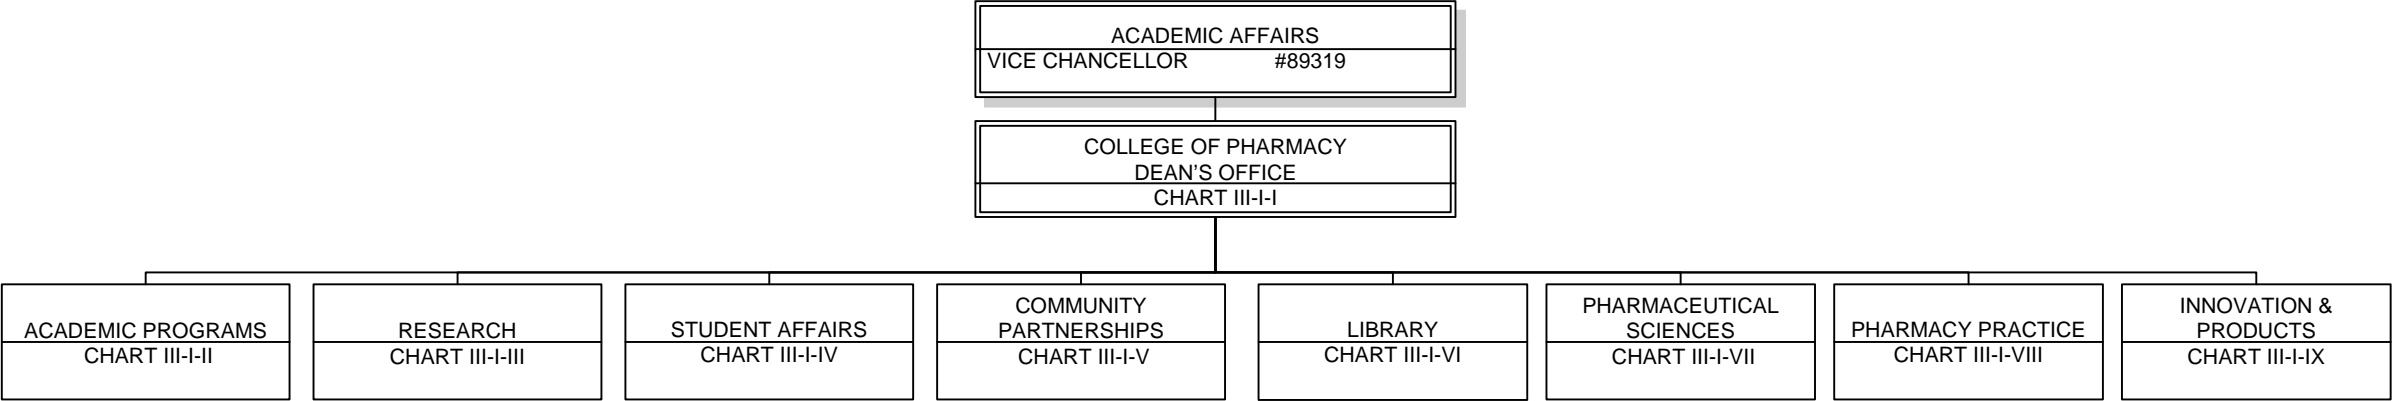 ACADEMIC AFFAIRS
VICE CHANCELLOR #89319
COLLEGE OF PHARMACY
DEAN’S OFFICE
CHART III-I-I
ACADEMIC PROGRAMS
CHART III-I-II
RESEARCH
CHART III-I-III
STUDENT AFFAIRS
CHART III-I-IV
COMMUNITY
PARTNERSHIPS
CHART III-I-V
LIBRARY
CHART III-I-VI
PHARMACEUTICAL
SCIENCES
CHART III-I-VII
PHARMACY PRACTICE
CHART III-I-VIII
INNOVATION &
PRODUCTS
CHART III-I-IX